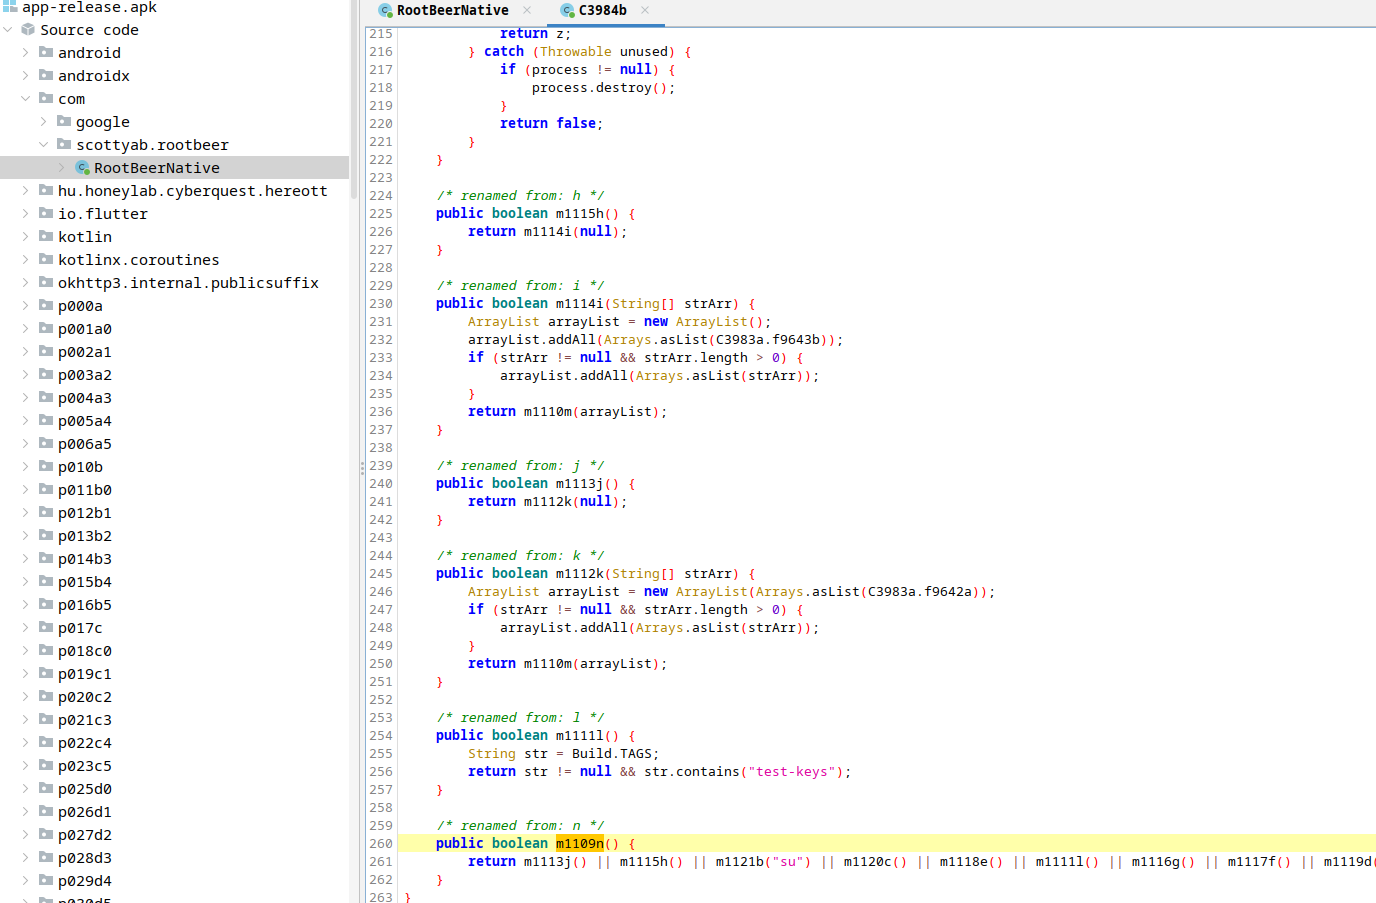 app-release.apk
Source code
android
androidx
com
google
scottyab.rootbeer
RootBeerNative
hu.honeylab.cyberquest.hereott
io.flutter
kotlin
kotlinx.coroutines
okhttp3.internal.publicsuffix
p000a
p001a0
p002a1
p003a2
p004a3
p005a4
p006a5
p010b
p011b0
p012b1
p013b2
p014b3
p015b4
p016b5
p017c
p018c0
p019c1
p020c2
p021c3
p022c4
p023c5
p025d0
p026d1
p027d2
p028d3
p029d4
p030d5
RootBeerNative × C3984b ×
215 return z;
216 } catch (Throwable unused) {
217 if (process != null) {
218 process.destroy();
219 }
220 return false;
221 }
222 }
223
224 /* renamed from: h */
225 public boolean m1115h() {
226 return m1114i(null);
227 }
228
229 /* renamed from: i */
230 public boolean m1114i(String[] strArr) {
231 ArrayList arrayList = new ArrayList();
232 arrayList.addAll(Arrays.asList(C3983a.f9643b));
233 if (strArr != null && strArr.length > 0) {
234 arrayList.addAll(Arrays.asList(strArr));
235 }
236 return m1110m(arrayList);
237 }
238
239 /* renamed from: j */
240 public boolean m1113j() {
241 return m1112k(null);
242 }
243
244 /* renamed from: k */
245 public boolean m1112k(String[] strArr) {
246 ArrayList arrayList = new ArrayList(Arrays.asList(C3983a.f9642a));
247 if (strArr != null && strArr.length > 0) {
248 arrayList.addAll(Arrays.asList(strArr));
249 }
250 return m1110m(arrayList);
251 }
252
253 /* renamed from: l */
254 public boolean m1111l() {
255 String str = Build.TAGS;
256 return str != null && str.contains("test-keys");
257 }
258
259 /* renamed from: n */
260 public boolean m1109n() {
261 return m1113j() || m1115h() || m1121b("su") || m1120c() || m1118e() || m1111l() || m1116g() || m1117f() || m1119d(
262 }
263 }